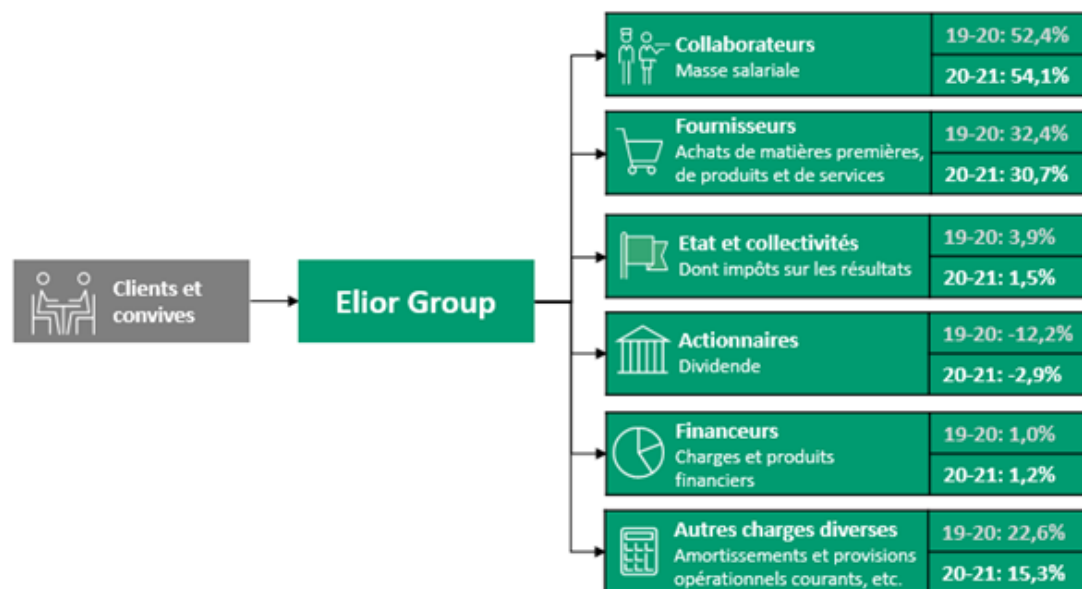 Collaborateurs
Masse salariale
19-20: 52,4%
20-21: 54,1%
Fournisseurs
Achats de matières premières,
de produits et de services
19-20: 32,4%
20-21: 30,7%
Etat et collectivités
Dont impôts sur les résultats
19-20: 3,9%
20-21: 1,5%
Clients et
convives
Elior Group
Actionnaires
Dividende
19-20: -12,2%
20-21: -2,9%
Financeurs
Charges et produits
financiers
19-20: 1,0%
20-21: 1,2%
Autres charges diverses
Amortissements et provisions
opérationnels courants, etc.
19-20: 22,6%
20-21: 15,3%